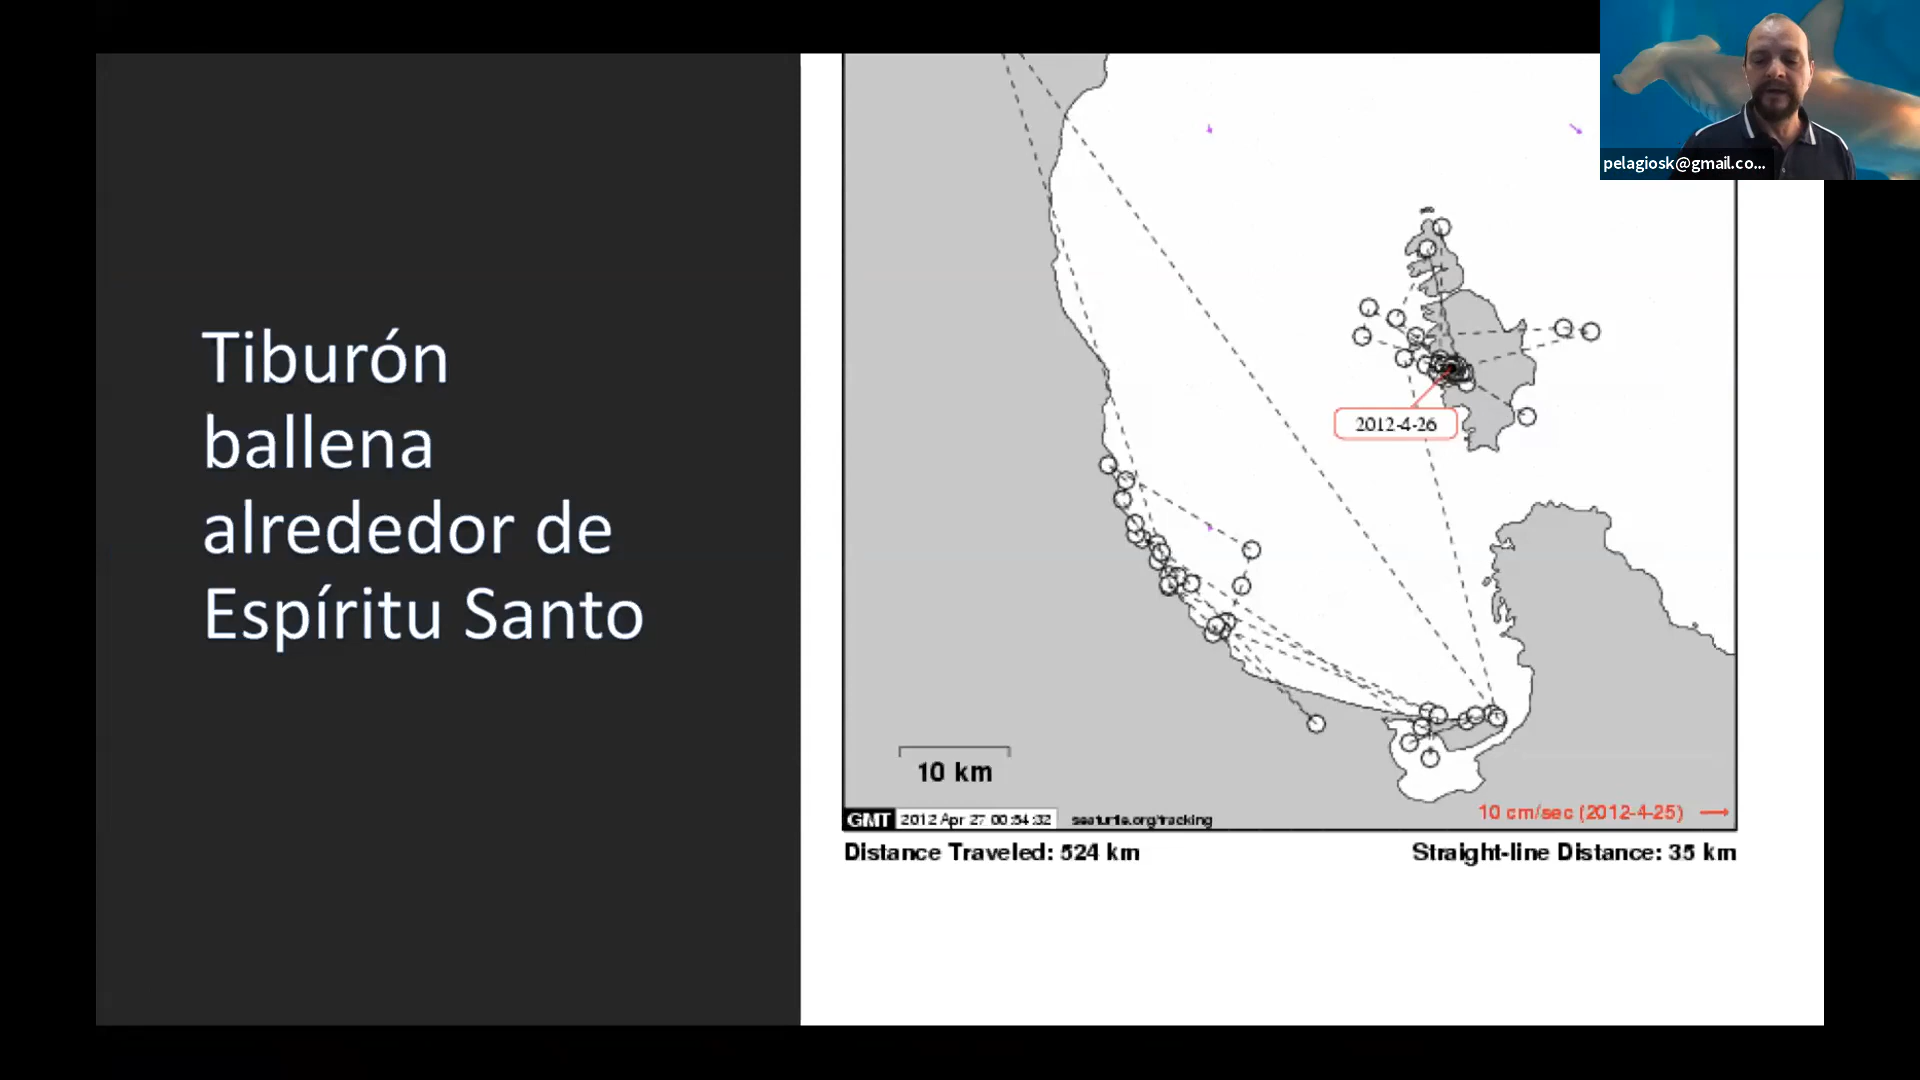 Tiburón
ballena
alrededor de
Espíritu Santo
pelagiosk@gmail.co...
2012-4-26
10 km
10 cm/sec (2012-4-25)
GMT 2012 Apr 27 00:54:32 seaturtle.org/tracking
Distance Traveled: 524 km
Straight-line Distance: 35 km